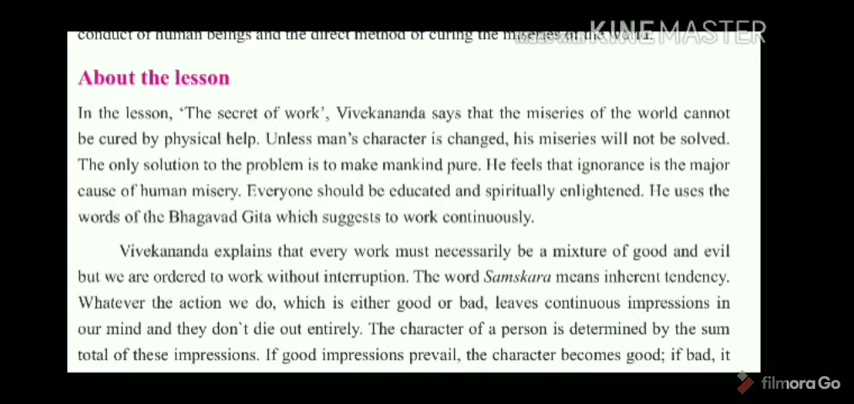 conduct of human beings and the direct method of curing the miseries of the world.
KINEMASTER
About the lesson
In the lesson, ‘The secret of work’, Vivekananda says that the miseries of the world cannot
be cured by physical help. Unless man’s character is changed, his miseries will not be solved.
The only solution to the problem is to make mankind pure. He feels that ignorance is the major
cause of human misery. Everyone should be educated and spiritually enlightened. He uses the
words of the Bhagavad Gita which suggests to work continuously.
Vivekananda explains that every work must necessarily be a mixture of good and evil
but we are ordered to work without interruption. The word Samskara means inherent tendency.
Whatever the action we do, which is either good or bad, leaves continuous impressions in
our mind and they don't die out entirely. The character of a person is determined by the sum
total of these impressions. If good impressions prevail, the character becomes good; if bad, it
filmora Go